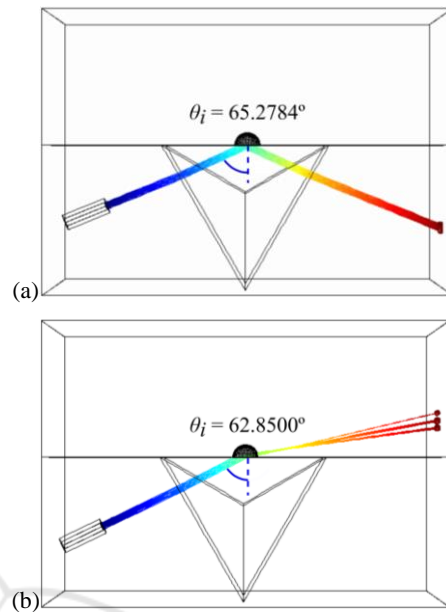 θi = 65.2784º
(a)
θi = 62.8500º
(b)